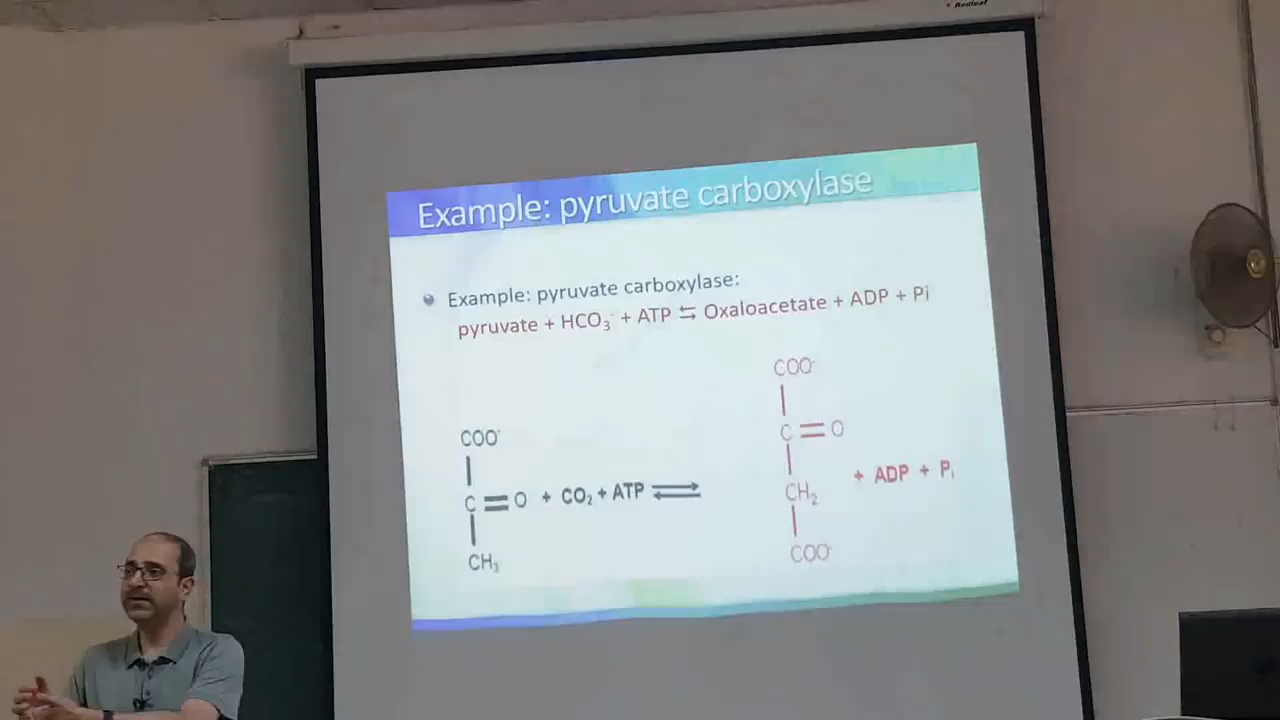 Redleaf
Example: pyruvate carboxylase
Example: pyruvate carboxylase:
pyruvate + HCO₃⁻ + ATP ⇆ Oxaloacetate + ADP + Pi
COO⁻
C = O
CH₃
+ CO₂ + ATP ⇌
COO⁻
C = O
CH₂
COO⁻
+ ADP + Pᵢ